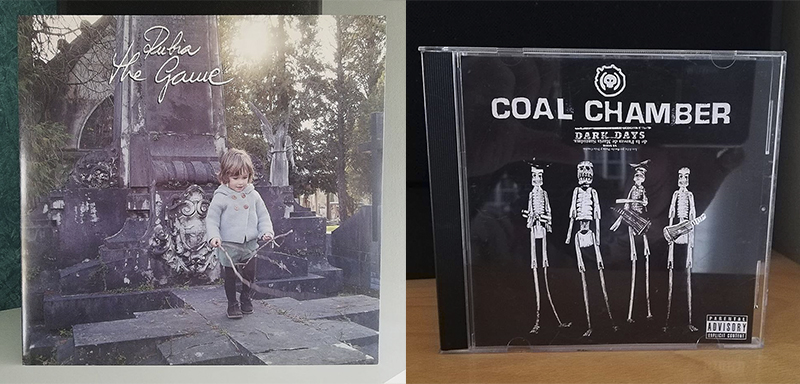 Rubia
the Game
COAL CHAMBER
DARK DAYS
PARENTAL
ADVISORY
EXPLICIT CONTENT